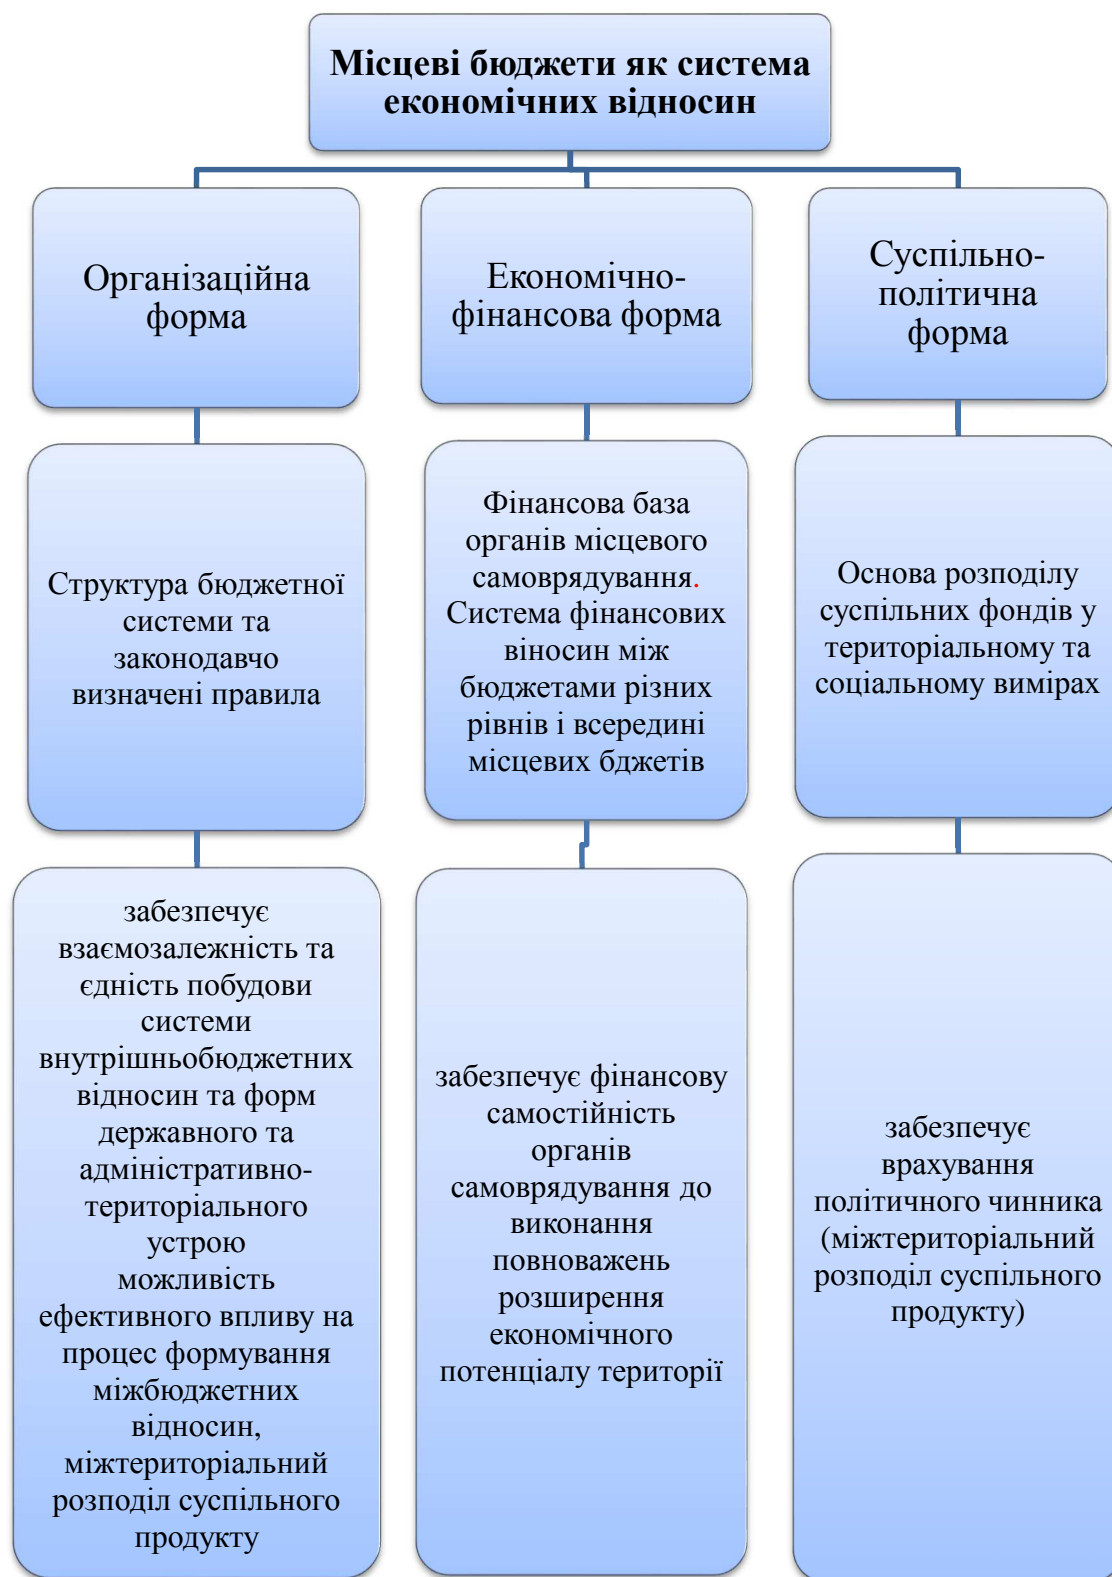 Місцеві бюджети як система
економічних відносин
Організаційна
форма
Економічно-
фінансова форма
Суспільно-
політична
форма
Структура бюджетної
системи та
законодавчо
визначені правила
Фінансова база
органів місцевого
самоврядування.
Система фінансових
віносин між
бюджетами різних
рівнів і всередині
місцевих бджетів
Основа розподілу
суспільних фондів у
територіальному та
соціальному вимірах
забезпечує
взаємозалежність та
єдність побудови
системи
внутрішньобюджетних
відносин та форм
державного та
адміністративно-
територіального
устрою
можливість
ефективного впливу на
процес формування
міжбюджетних
відносин,
міжтериторіальний
розподіл суспільного
продукту
забезпечує фінансову
самостійність
органів
самоврядування до
виконання
повноважень
розширення
економічного
потенціалу території
забезпечує
врахування
політичного чинника
(міжтериторіальний
розподіл суспільного
продукту)